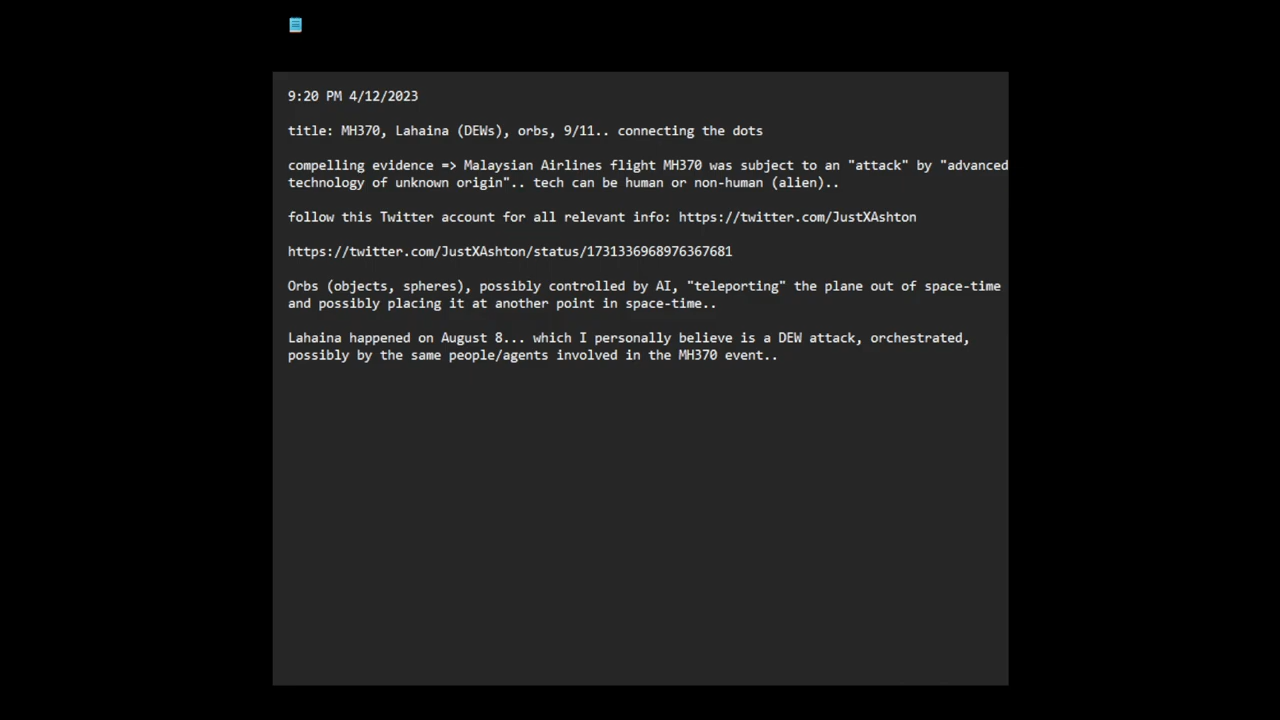 9:20 PM 4/12/2023
title: MH370, Lahaina (DEWs), orbs, 9/11.. connecting the dots
compelling evidence => Malaysian Airlines flight MH370 was subject to an "attack" by "advanced
technology of unknown origin".. tech can be human or non-human (alien)..
follow this Twitter account for all relevant info: https://twitter.com/JustXAshton
https://twitter.com/JustXAshton/status/1731336968976367681
Orbs (objects, spheres), possibly controlled by AI, "teleporting" the plane out of space-time
and possibly placing it at another point in space-time..
Lahaina happened on August 8... which I personally believe is a DEW attack, orchestrated,
possibly by the same people/agents involved in the MH370 event..